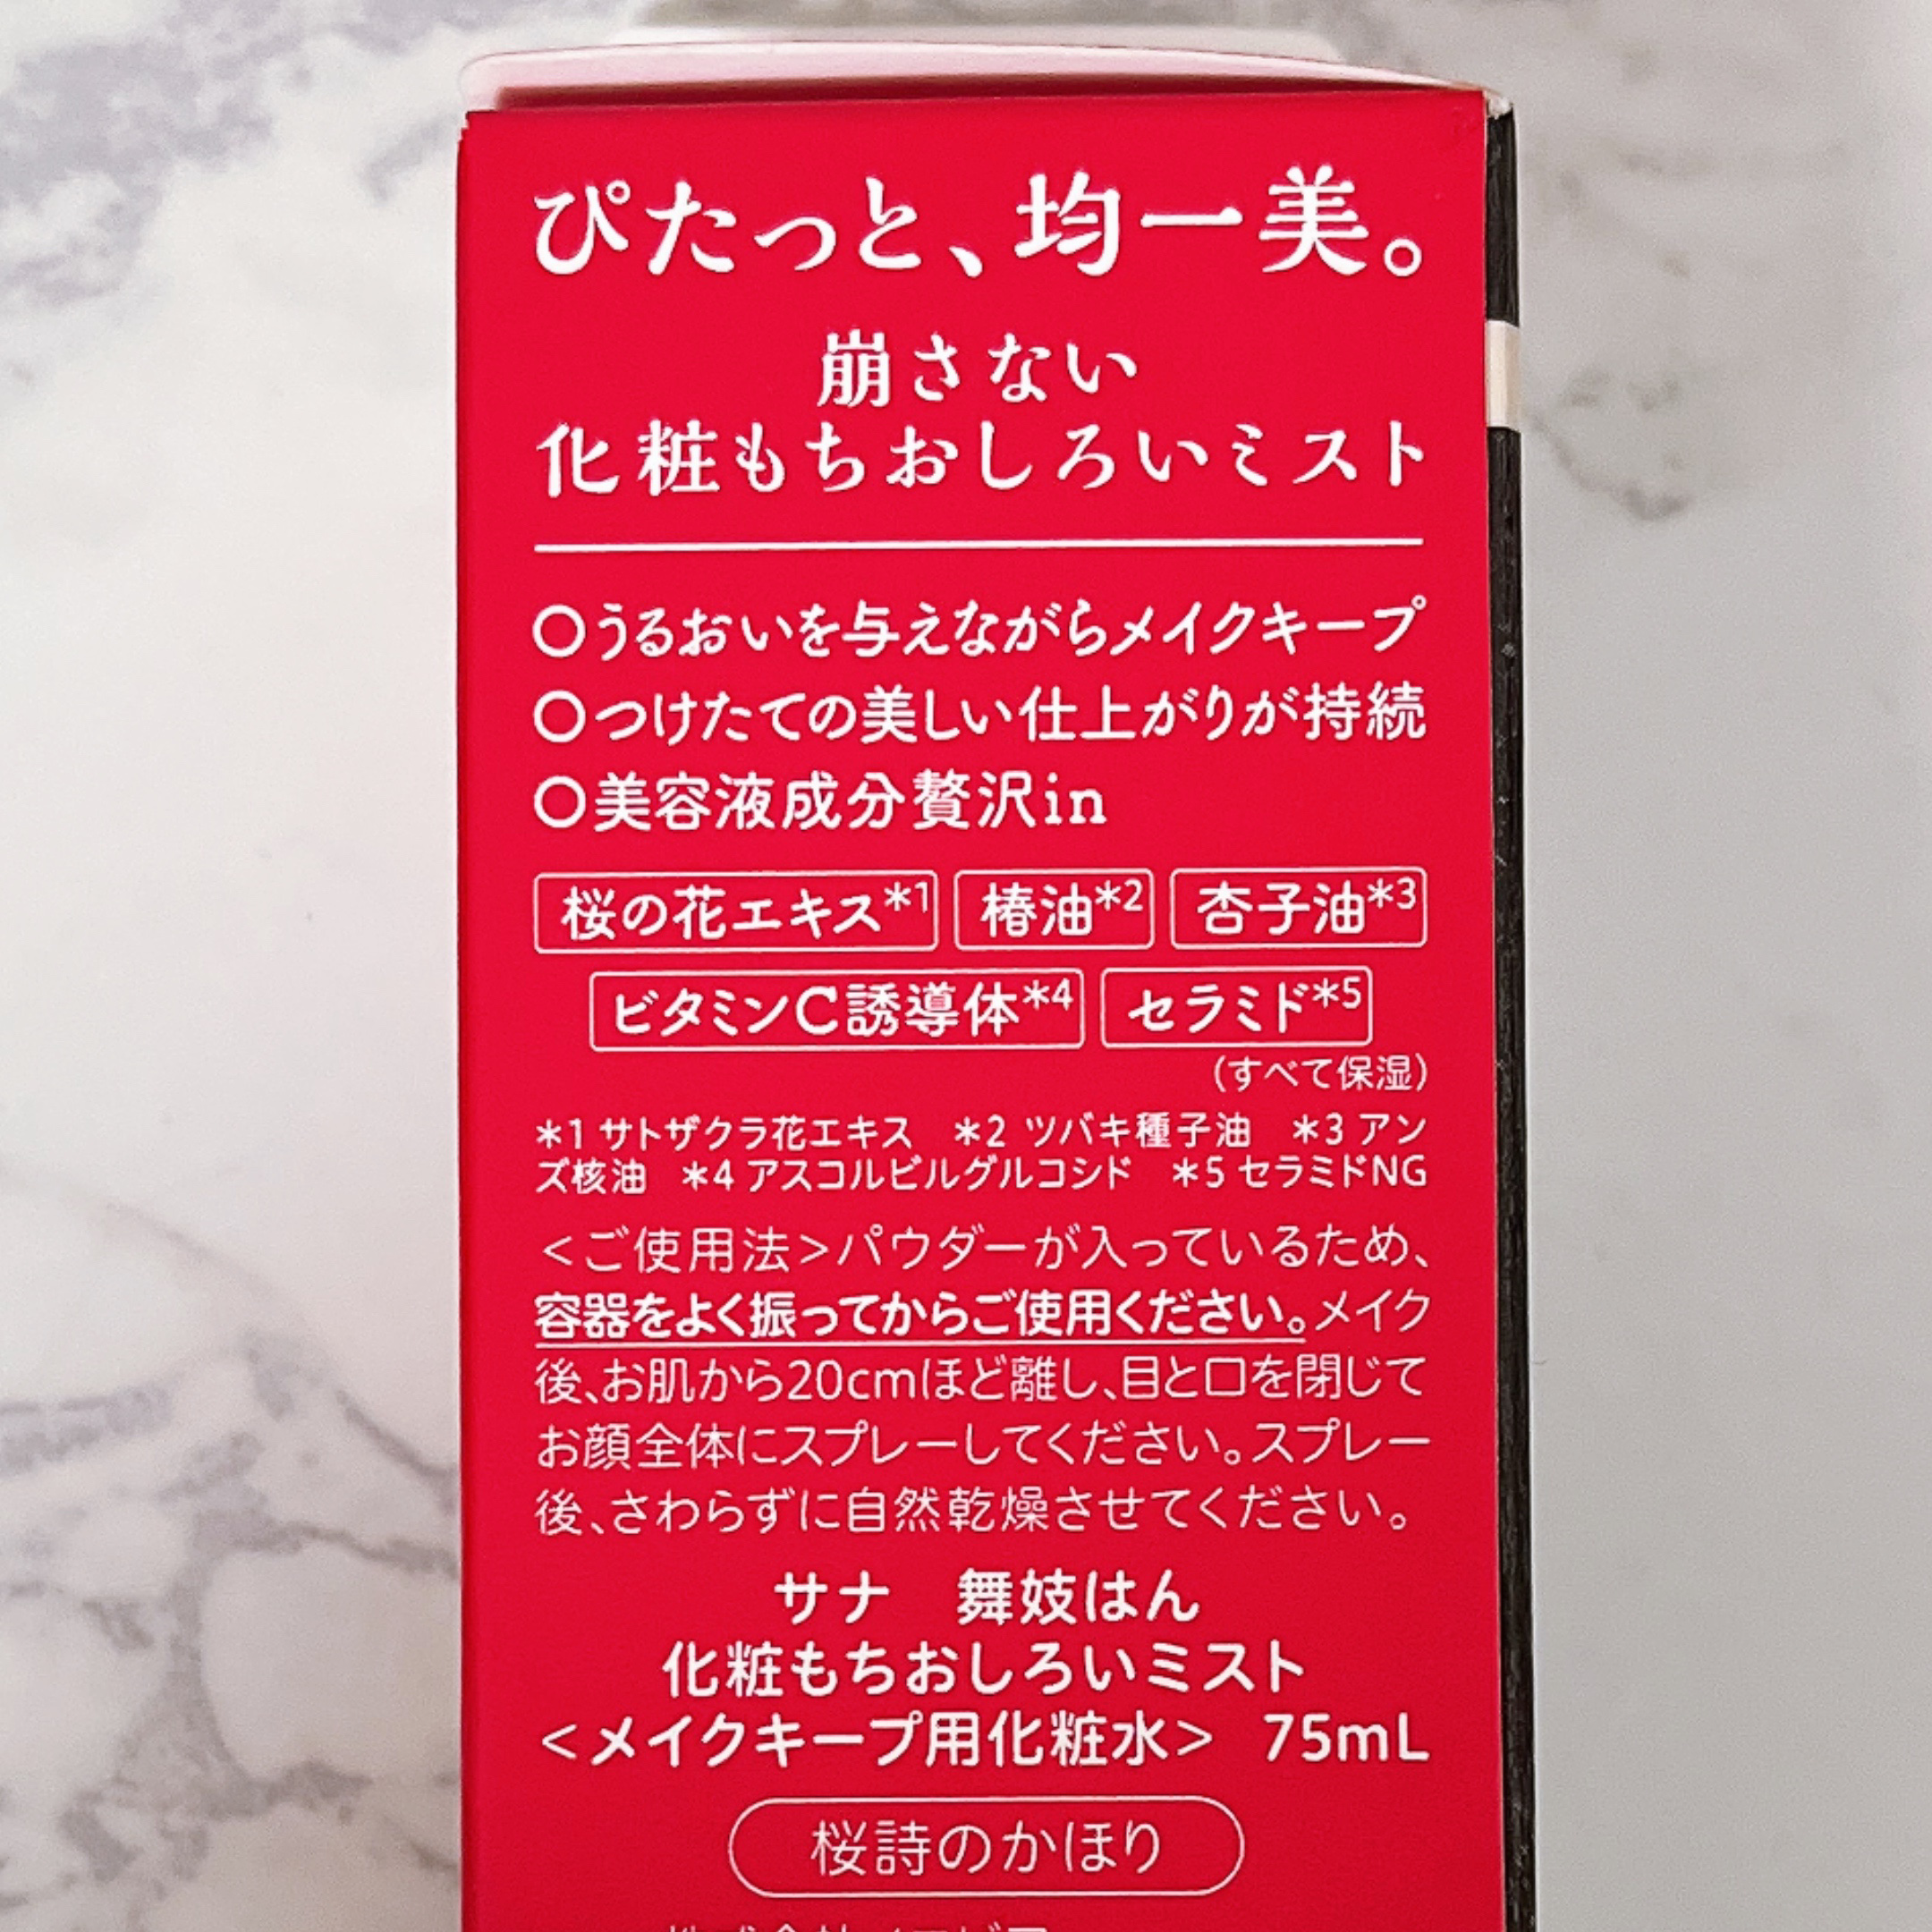 ぴたっと、均一美。
崩さない
化粧もちおしろいミスト
○うるおいを与えながらメイクキープ
○つけたての美しい仕上がりが持続
○美容液成分贅沢in
桜の花エキス*1 椿油*2 杏子油*3
ビタミンC誘導体*4 セラミド*5
(すべて保湿)
*1 サトザクラ花エキス *2 ツバキ種子油 *3 アン
ズ核油 *4 アスコルビルグルコシド *5 セラミドNG
<ご使用法>パウダーが入っているため、
容器をよく振ってからご使用ください。メイク
後、お肌から20cmほど離し、目と口を閉じて
お顔全体にスプレーしてください。スプレー
後、さわらずに自然乾燥させてください。
サナ 舞妓はん
化粧もちおしろいミスト
<メイクキープ用化粧水> 75mL
桜詩のかほり